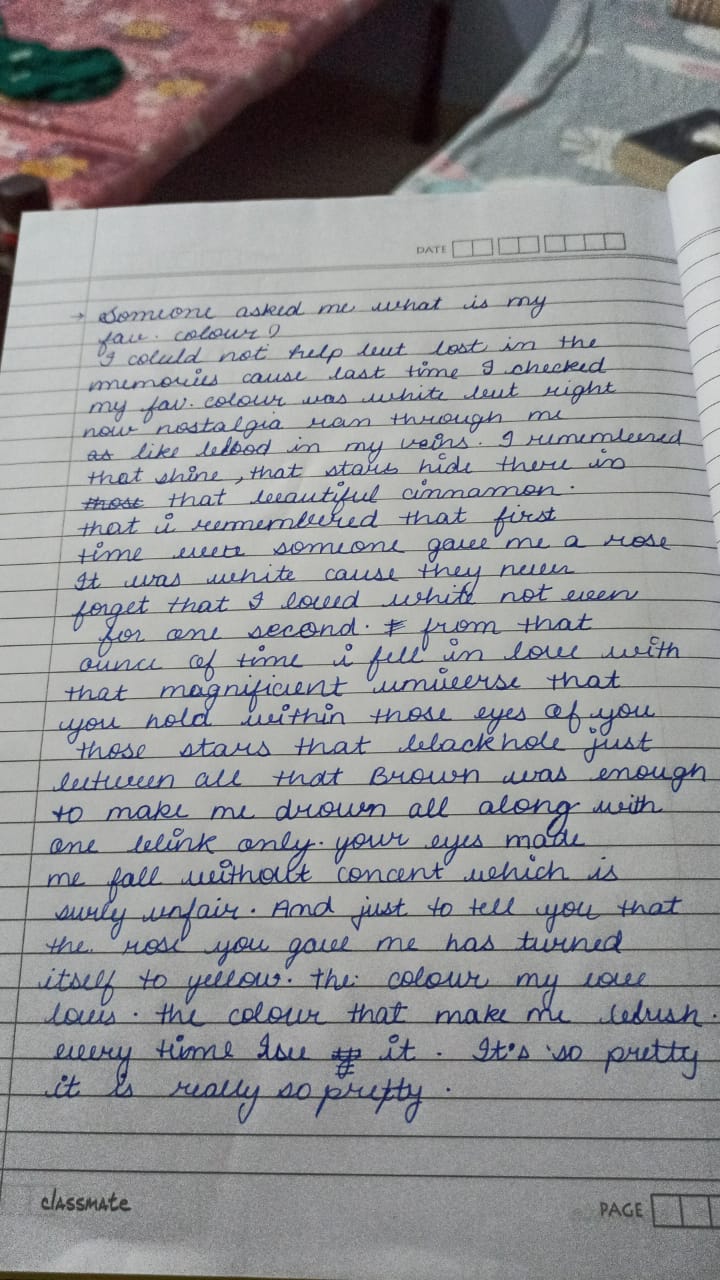 DATE
→ Someone asked me what is my
fav. colour?
I could not help but lost in the
memories cause last time I checked
my fav. colour was white but right
now nostalgia ran through me
as like blood in my veins. I remembered
that shine, that stars hide there in
those that beautiful cinnamon.
that i remembered that first
time were someone gave me a rose
It was white cause they never
forget that I loved white not even
for one second. from that
ounce of time i fell in love with
that magnificient universe that
you hold within those eyes of you
those stars that blackhole just
between all that Brown was enough
to make me drown all along with
one blink only. your eyes made
me fall without concent which is
surly unfair. And just to tell you that
the rose you gave me has turned
itself to yellow. the colour my love
loves. the colour that make me blush.
every time I see it. It's so pretty
it is really so pretty.
classmate
PAGE